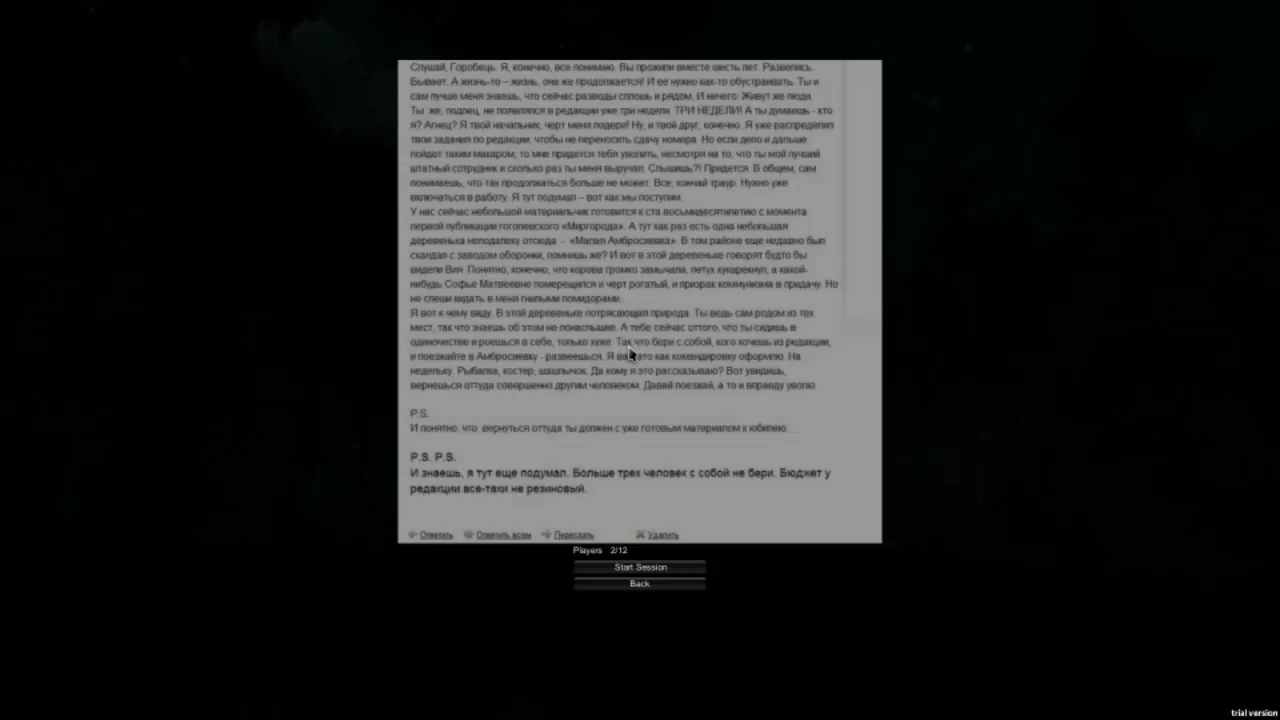 Слушай, Горобець. Я, конечно, все понимаю. Вы прожили вместе шесть лет. Развелись.
Бывает. А жизнь-то – жизнь, она же продолжается! И ее нужно как-то обустраивать. Ты и
сам лучше меня знаешь, что сейчас разводы сплошь и рядом. И ничего. Живут же люди.
Ты же, подлец, не появлялся в редакции уже три недели. ТРИ НЕДЕЛИ! А ты думаешь - кто
я? Агнец? Я твой начальник, черт меня подери! Ну, и твой друг, конечно. Я уже распределил
твои задания по редакции, чтобы не переносить сдачу номера. Но если дело и дальше
пойдет таким макаром, то мне придется тебя уволить, несмотря на то, что ты мой лучший
штатный сотрудник и сколько раз ты меня выручал. Слышишь?! Придется. В общем, сам
понимаешь, что так продолжаться больше не может. Все, кончай траур. Нужно уже
включаться в работу. Я тут подумал – вот как мы поступим.
У нас сейчас небольшой материальчик готовится к ста восьмидесятилетию с момента
первой публикации гоголевского «Миргорода». А тут как раз есть одна небольшая
деревенька неподалеку отсюда - «Малая Амбросиевка». В том районе еще недавно был
скандал с заводом оборонки, помнишь же? И вот в этой деревеньке говорят будто бы
видели Вия. Понятно, конечно, что корова громко замычала, петух кукарекнул, а какой-
нибудь Софье Матвеевне померещился и черт рогатый, и призрак коммунизма в придачу. Но
не спеши кидать в меня гнилыми помидорами.
Я вот к чему виду. В этой деревеньке потрясающая природа. Ты ведь сам родом из тех
мест, так что знаешь об этом не понаслышке. А тебе сейчас оттого, что ты сидишь в
одиночестве и роешься в себе, только хуже. Так что бери с собой, кого хочешь из редакции,
и поезжайте в Амбросиевку - развеешься. Я вам это как командировку оформлю. На
недельку. Рыбалка, костер, шашлычок. Да кому я это рассказываю? Вот увидишь,
вернешься оттуда совершенно другим человеком. Давай поезжай, а то и вправду уволю.
P.S.
И понятно, что вернуться оттуда ты должен с уже готовым материалом к юбилею.
P.S. P.S.
И знаешь, я тут еще подумал. Больше трех человек с собой не бери. Бюджет у
редакции все-таки не резиновый.
Ответить Ответить всем Переслать Удалить
Players 2/12
Start Session
Back
trial version